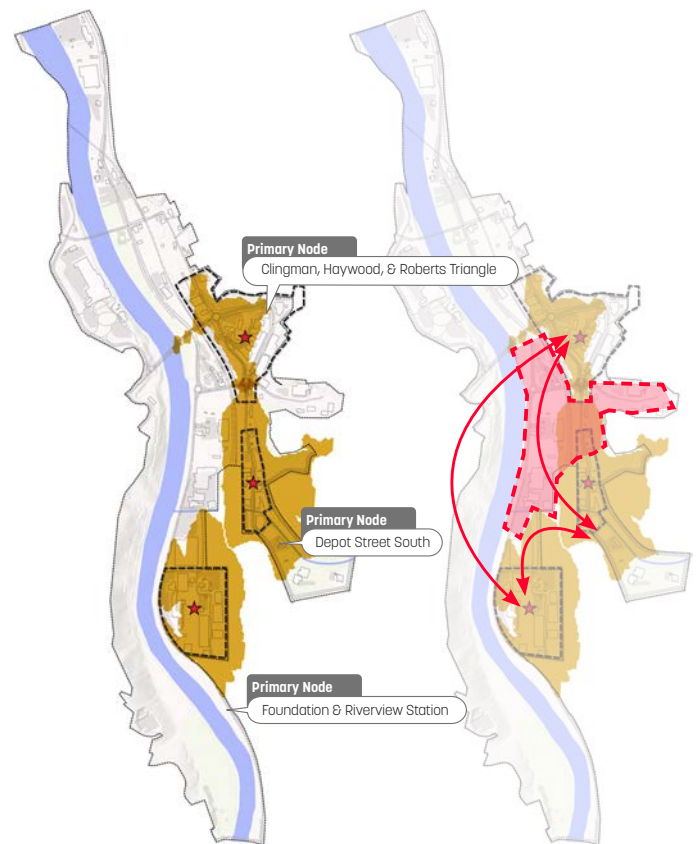 Primary Node
Clingman, Haywood, & Roberts Triangle
Primary Node
Depot Street South
Primary Node
Foundation & Riverview Station